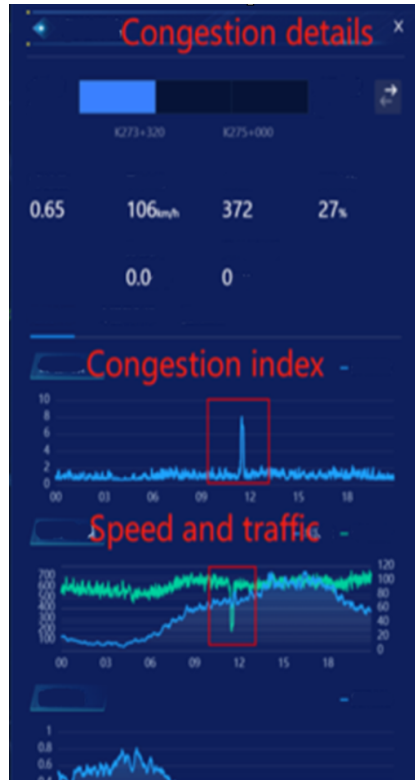 Congestion details X
K273+320 K275+000
0.65 106km/h 372 27%
0.0 0
Congestion index
10
8
6
4
2
0
00 03 06 09 12 15 18
Speed and traffic
700 120
600 100
500 80
400 60
300 40
200 20
100 0
00 03 06 09 12 15 18
1
0.8
0.6
0.4